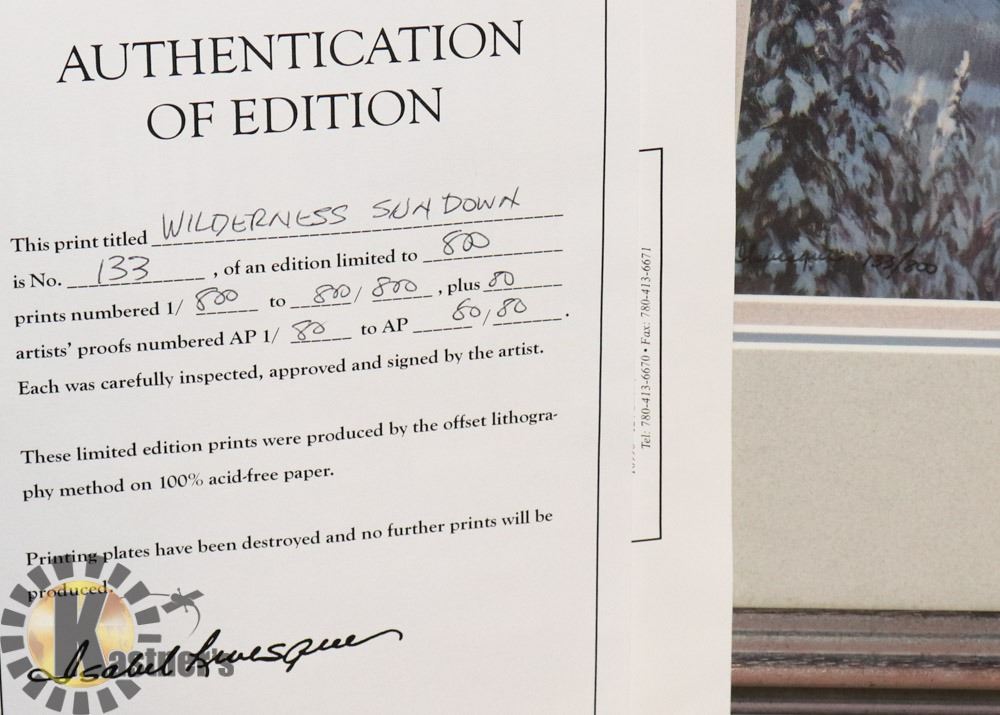 AUTHENTICATION
OF EDITION
This print titled WILDERNESS SUNDOWN
is No. 133, of an edition limited to 800
prints numbered 1/ 800 to 800/800, plus 80
artists' proofs numbered AP 1/ 80 to AP 80/80.
Each was carefully inspected, approved and signed by the artist.
These limited edition prints were produced by the offset lithogra-
phy method on 100% acid-free paper.
Printing plates have been destroyed and no further prints will be
produced.
Isabel Levesque
Kastner's
Tel: 780-413-6670 • Fax: 780-413-6671
Levesque 133/800